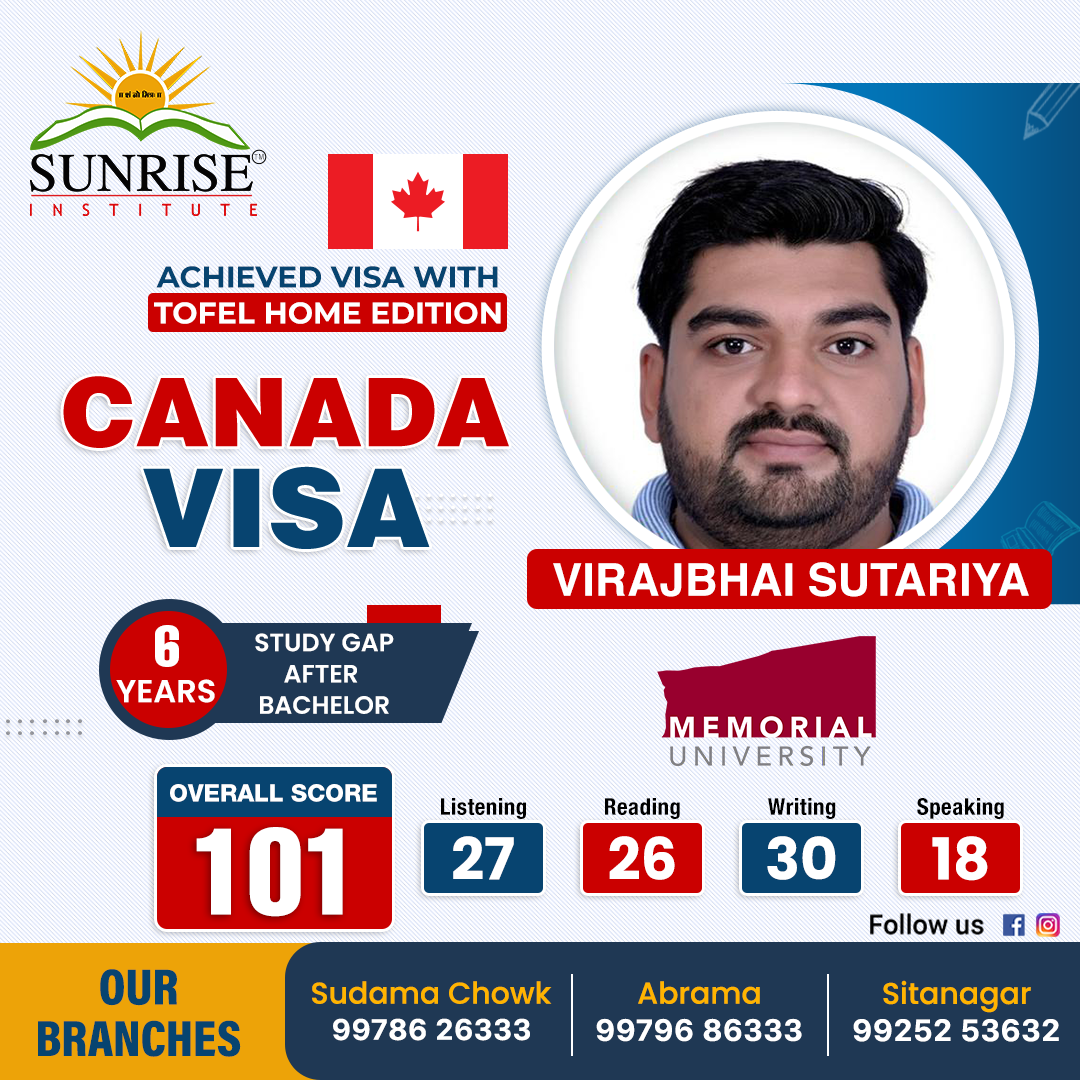 SUNRISE TM
INSTITUTE
ACHIEVED VISA WITH
TOFEL HOME EDITION
CANADA
VISA
VIRAJBHAI SUTARIYA
6
YEARS
STUDY GAP
AFTER
BACHELOR
MEMORIAL
UNIVERSITY
OVERALL SCORE
101
Listening
27
Reading
26
Writing
30
Speaking
18
Follow us
OUR
BRANCHES
Sudama Chowk
99786 26333
Abrama
99796 86333
Sitanagar
99252 53632